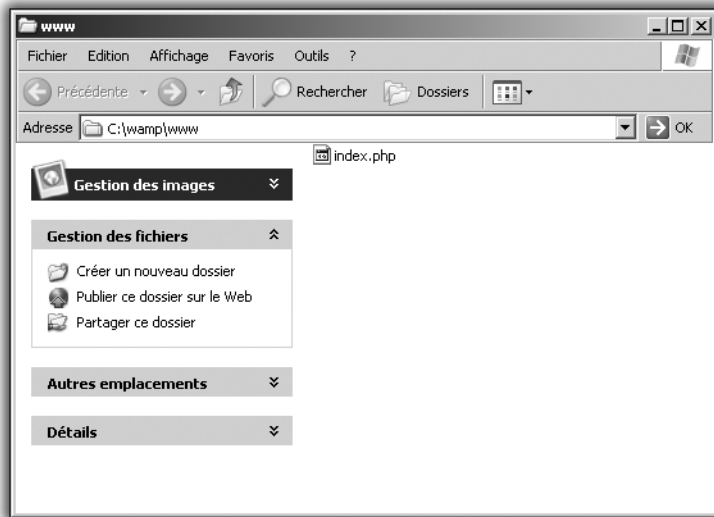 www
Fichier Edition Affichage Favoris Outils ?
Précédente Rechercher Dossiers
Adresse C:\wamp\www OK
index.php
Gestion des images
Gestion des fichiers
Créer un nouveau dossier
Publier ce dossier sur le Web
Partager ce dossier
Autres emplacements
Détails